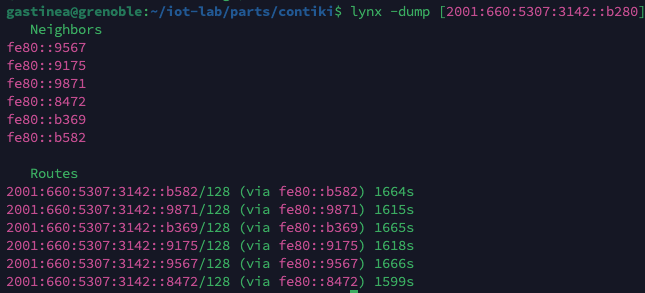 gastinea@grenoble:~/iot-lab/parts/contiki$ lynx -dump [2001:660:5307:3142::b280]
Neighbors
fe80::9567
fe80::9175
fe80::9871
fe80::8472
fe80::b369
fe80::b582
Routes
2001:660:5307:3142::b582/128 (via fe80::b582) 1664s
2001:660:5307:3142::9871/128 (via fe80::9871) 1615s
2001:660:5307:3142::b369/128 (via fe80::b369) 1665s
2001:660:5307:3142::9175/128 (via fe80::9175) 1618s
2001:660:5307:3142::9567/128 (via fe80::9567) 1666s
2001:660:5307:3142::8472/128 (via fe80::8472) 1599s